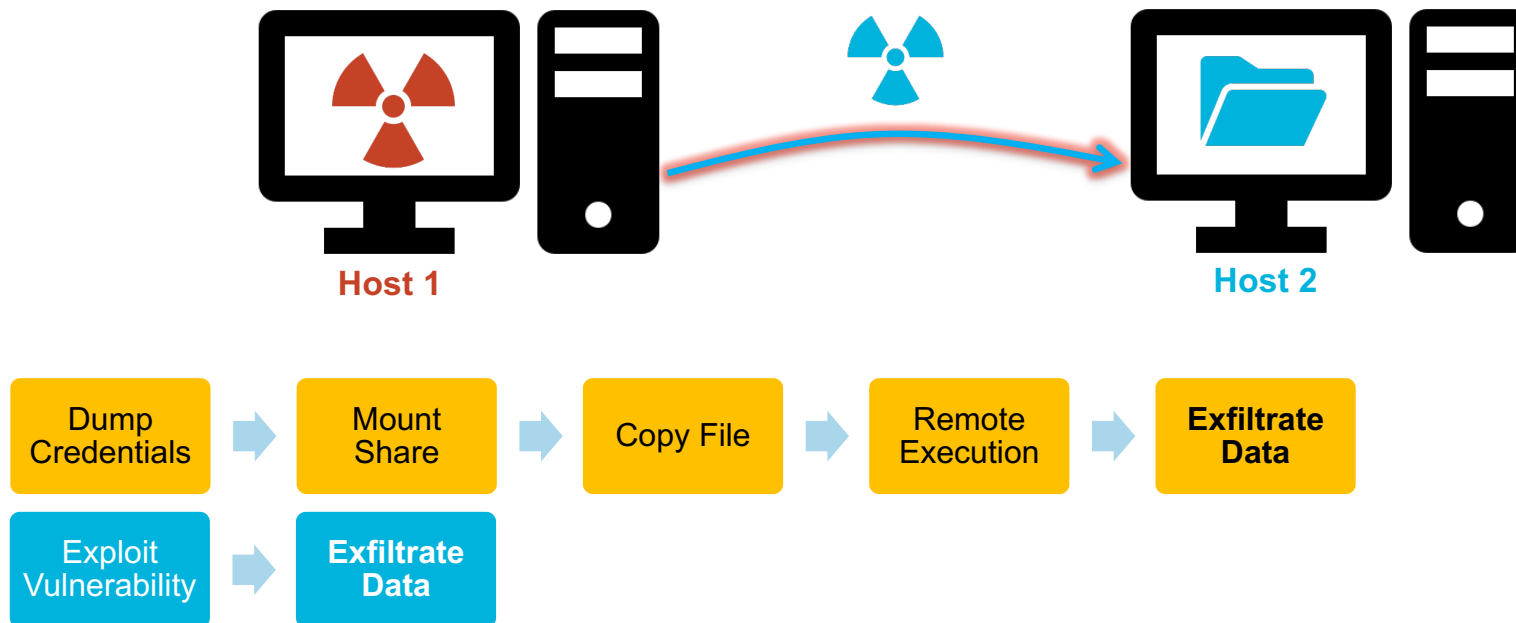 Host 1
Host 2
Dump
Credentials
Mount
Share
Copy File
Remote
Execution
Exfiltrate
Data
Exploit
Vulnerability
Exfiltrate
Data